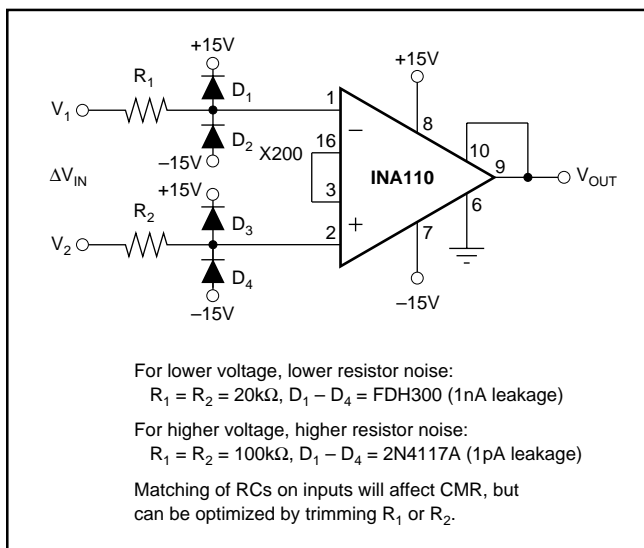 +15V
+15V
R₁
D₁
V₁
1
8
–
16
10
D₂
–15V
X200
INA110
9
V_OUT
ΔV_IN
+15V
3
6
R₂
D₃
+
2
V₂
7
D₄
–15V
–15V
For lower voltage, lower resistor noise:
R₁ = R₂ = 20kΩ, D₁ – D₄ = FDH300 (1nA leakage)
For higher voltage, higher resistor noise:
R₁ = R₂ = 100kΩ, D₁ – D₄ = 2N4117A (1pA leakage)
Matching of RCs on inputs will affect CMR, but
can be optimized by trimming R₁ or R₂.